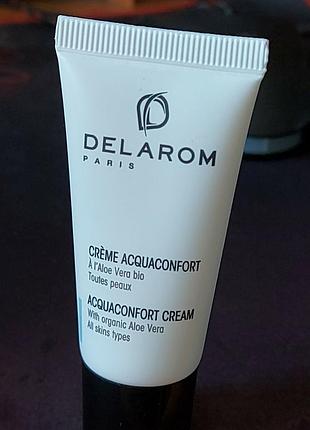 DELAROM
PARIS
CRÈME ACQUACONFORT
À l'Aloe Vera bio
Toutes peaux
ACQUACONFORT CREAM
With organic Aloe Vera
All skins types